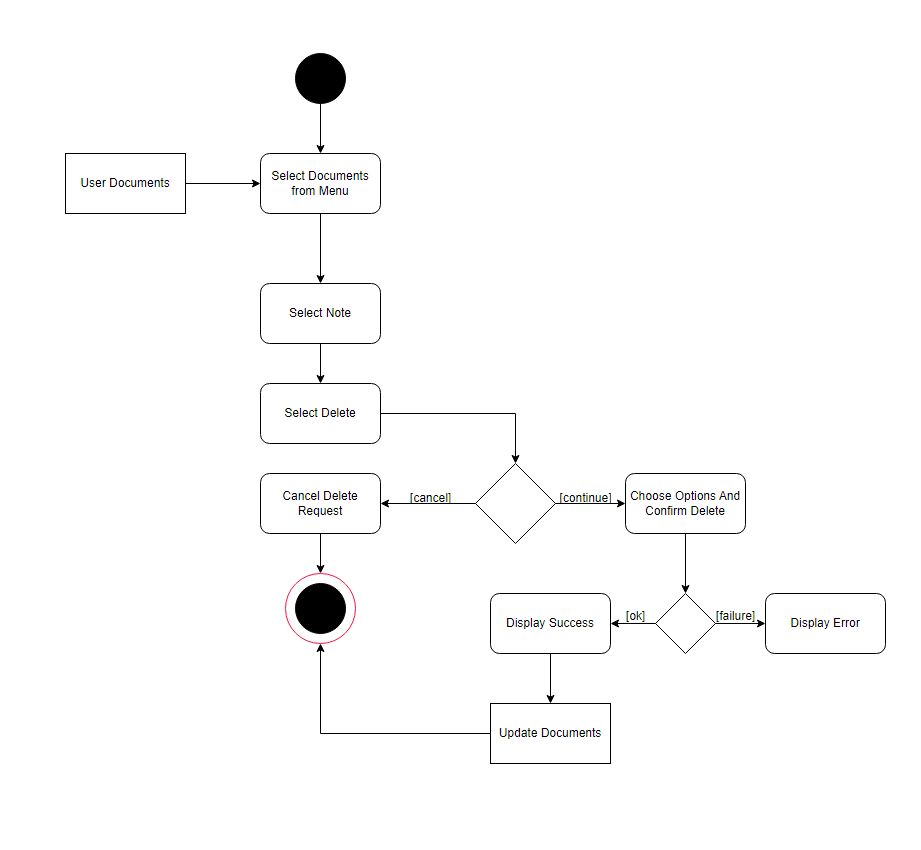 User Documents
Select Documents
from Menu
Select Note
Select Delete
Cancel Delete
Request
[cancel]
[continue]
Choose Options And
Confirm Delete
Display Success
[ok]
[failure]
Display Error
Update Documents